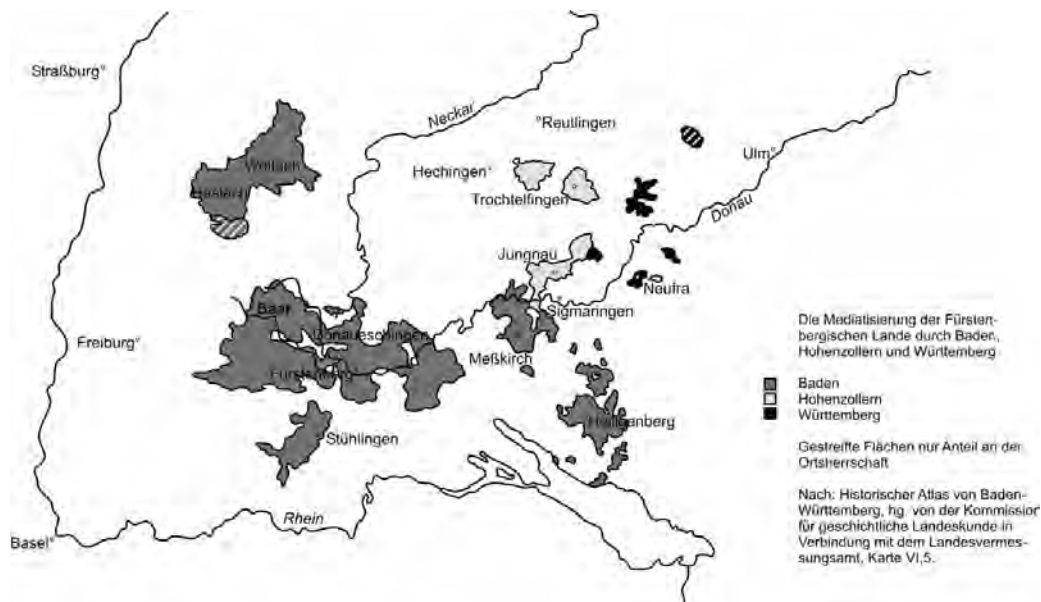 Straßburg°
Neckar
°Reutlingen
Ulm°
Wolfach
Hechingen°
Haslach
Trochtelfingen
Donau
Jungnau
Neufra
Baar
Sigmaringen
Donaueschingen
Freiburg°
Meßkirch
Fürstenberg
Heiligenberg
Stühlingen
Rhein
Basel°
Die Mediatisierung der Fürsten-
bergischen Lande durch Baden,
Hohenzollern und Württemberg
Baden
Hohenzollern
Württemberg
Gestreifte Flächen nur Anteil an der
Ortsherrschaft
Nach: Historischer Atlas von Baden-
Württemberg, hg. von der Kommission
für geschichtliche Landeskunde in
Verbindung mit dem Landesvermes-
sungsamt, Karte VI,5.